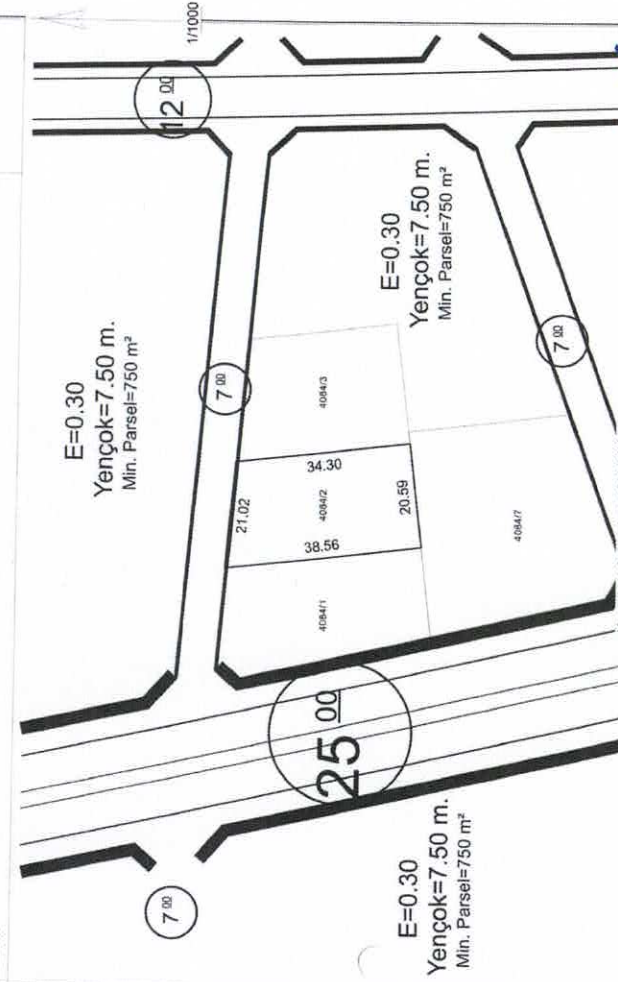 1/1000
12 00
E=0.30
Yençok=7.50 m.
Min. Parsel=750 m²
E=0.30
Yençok=7.50 m.
Min. Parsel=750 m²
7 00
7 00
4084/3
34.30
21.02
4084/2
20.59
38.56
4084/1
4084/7
25 00
7 00
E=0.30
Yençok=7.50 m.
Min. Parsel=750 m²